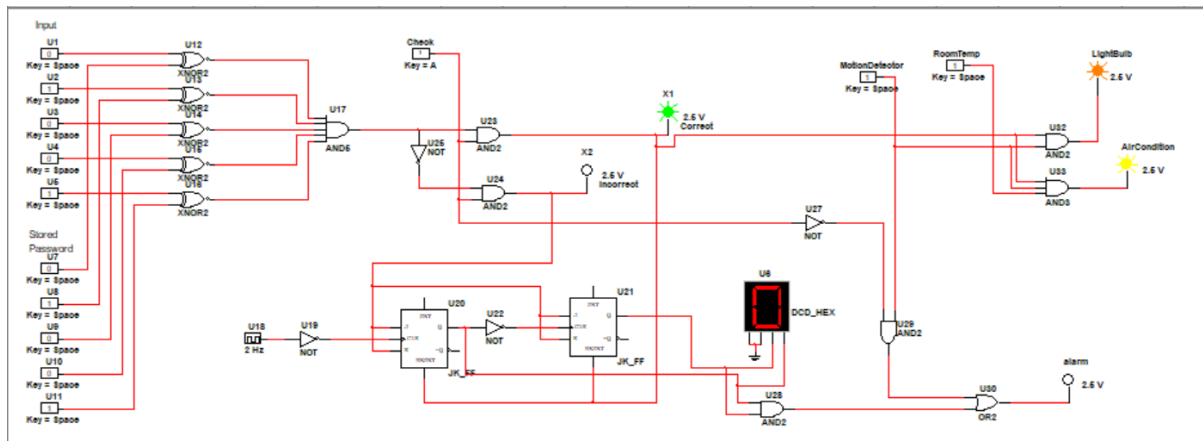 Input
U1
0
Key = Space
U2
1
Key = Space
U3
0
Key = Space
U4
0
Key = Space
U5
1
Key = Space
Stored
Password
U7
0
Key = Space
U8
1
Key = Space
U9
0
Key = Space
U10
0
Key = Space
U11
1
Key = Space
U12
XNOR2
U13
XNOR2
U14
XNOR2
U15
XNOR2
U16
XNOR2
U17
AND5
Check
1
Key = A
U25
NOT
U23
AND2
U24
AND2
X1
2.5 V
Correct
X2
2.5 V
Incorrect
U18
2 Hz
U19
NOT
U20
J
Q
CLK
K
~Q
JK_FF
U22
NOT
U21
J
Q
CLK
K
~Q
JK_FF
U6
0
DCD_HEX
U27
NOT
U28
AND2
MotionDetector
1
Key = Space
RoomTemp
1
Key = Space
LightBulb
2.5 V
U32
AND2
AirCondition
2.5 V
U33
AND3
U29
AND2
U30
OR2
alarm
2.5 V